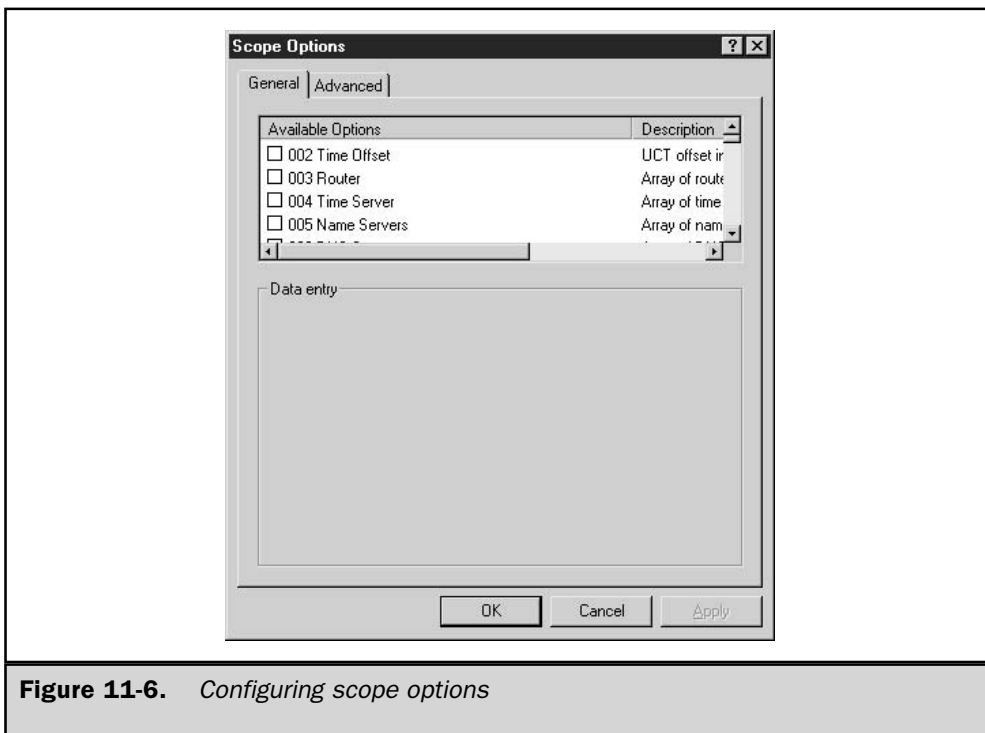 Scope Options
General Advanced
Available Options Description
002 Time Offset UCT offset ir
003 Router Array of route
004 Time Server Array of time
005 Name Servers Array of nam
Data entry
OK Cancel Apply
Figure 11-6. Configuring scope options